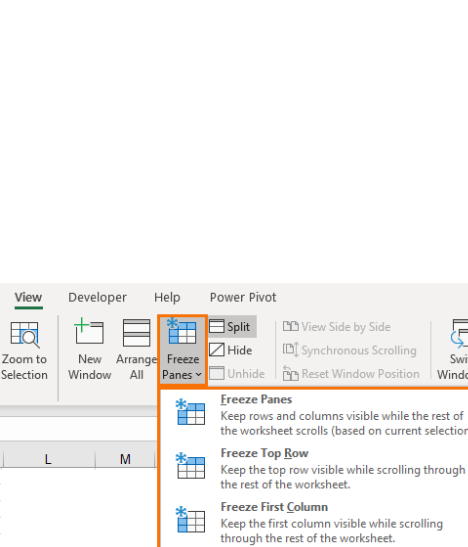 View Developer Help Power Pivot
Zoom to Selection
New Window
Arrange All
Freeze Panes
Split
Hide
Unhide
View Side by Side
Synchronous Scrolling
Reset Window Position
Freeze Panes
Keep rows and columns visible while the rest of
the worksheet scrolls (based on current selection
Freeze Top Row
Keep the top row visible while scrolling through
the rest of the worksheet.
Freeze First Column
Keep the first column visible while scrolling
through the rest of the worksheet.
L M